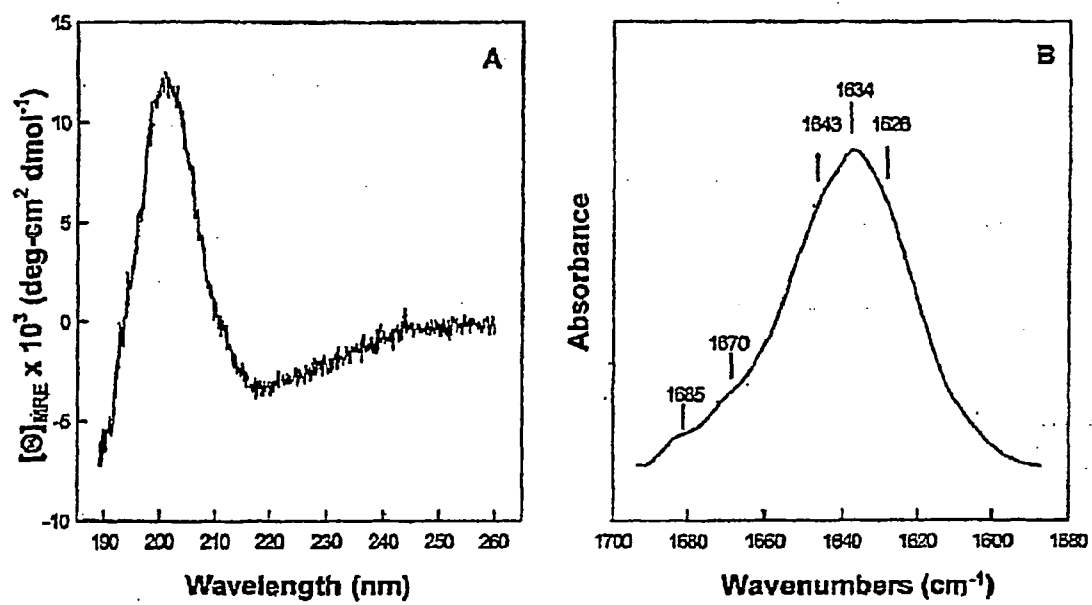 A
[Θ]MRE x 10³ (deg-cm² dmol⁻¹)
15
10
5
0
-5
-10
190 200 210 220 230 240 250 260
Wavelength (nm)
B
Absorbance
1634
1643
1628
1670
1685
1700 1680 1660 1640 1620 1600 1580
Wavenumbers (cm⁻¹)